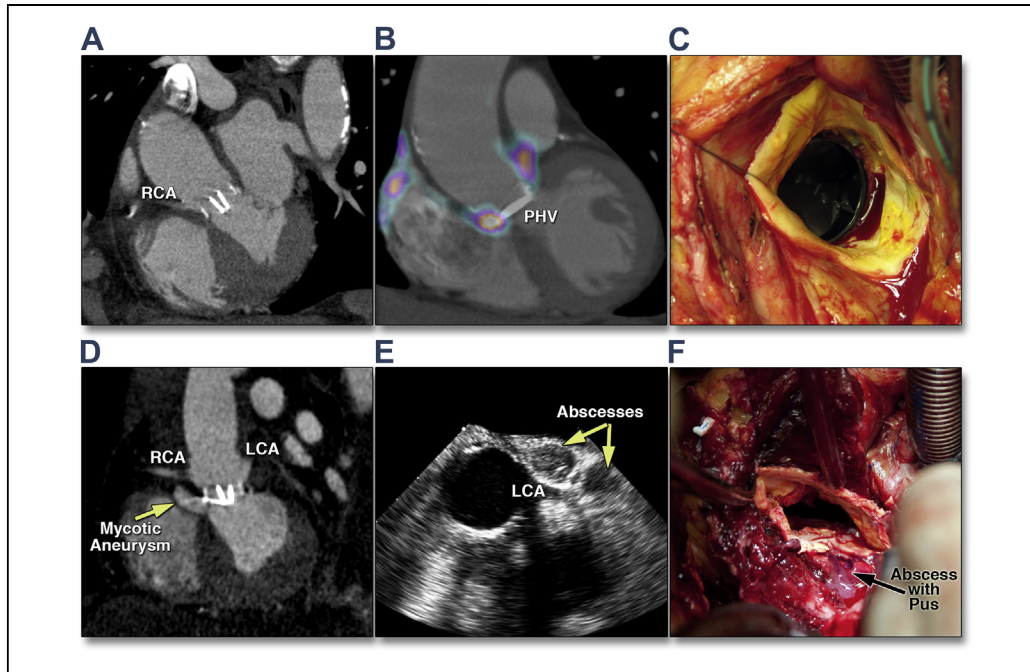 A
B
C
RCA
PHV
D
E
F
RCA
LCA
Mycotic
Aneurysm
Abscesses
LCA
Abscess
with
Pus